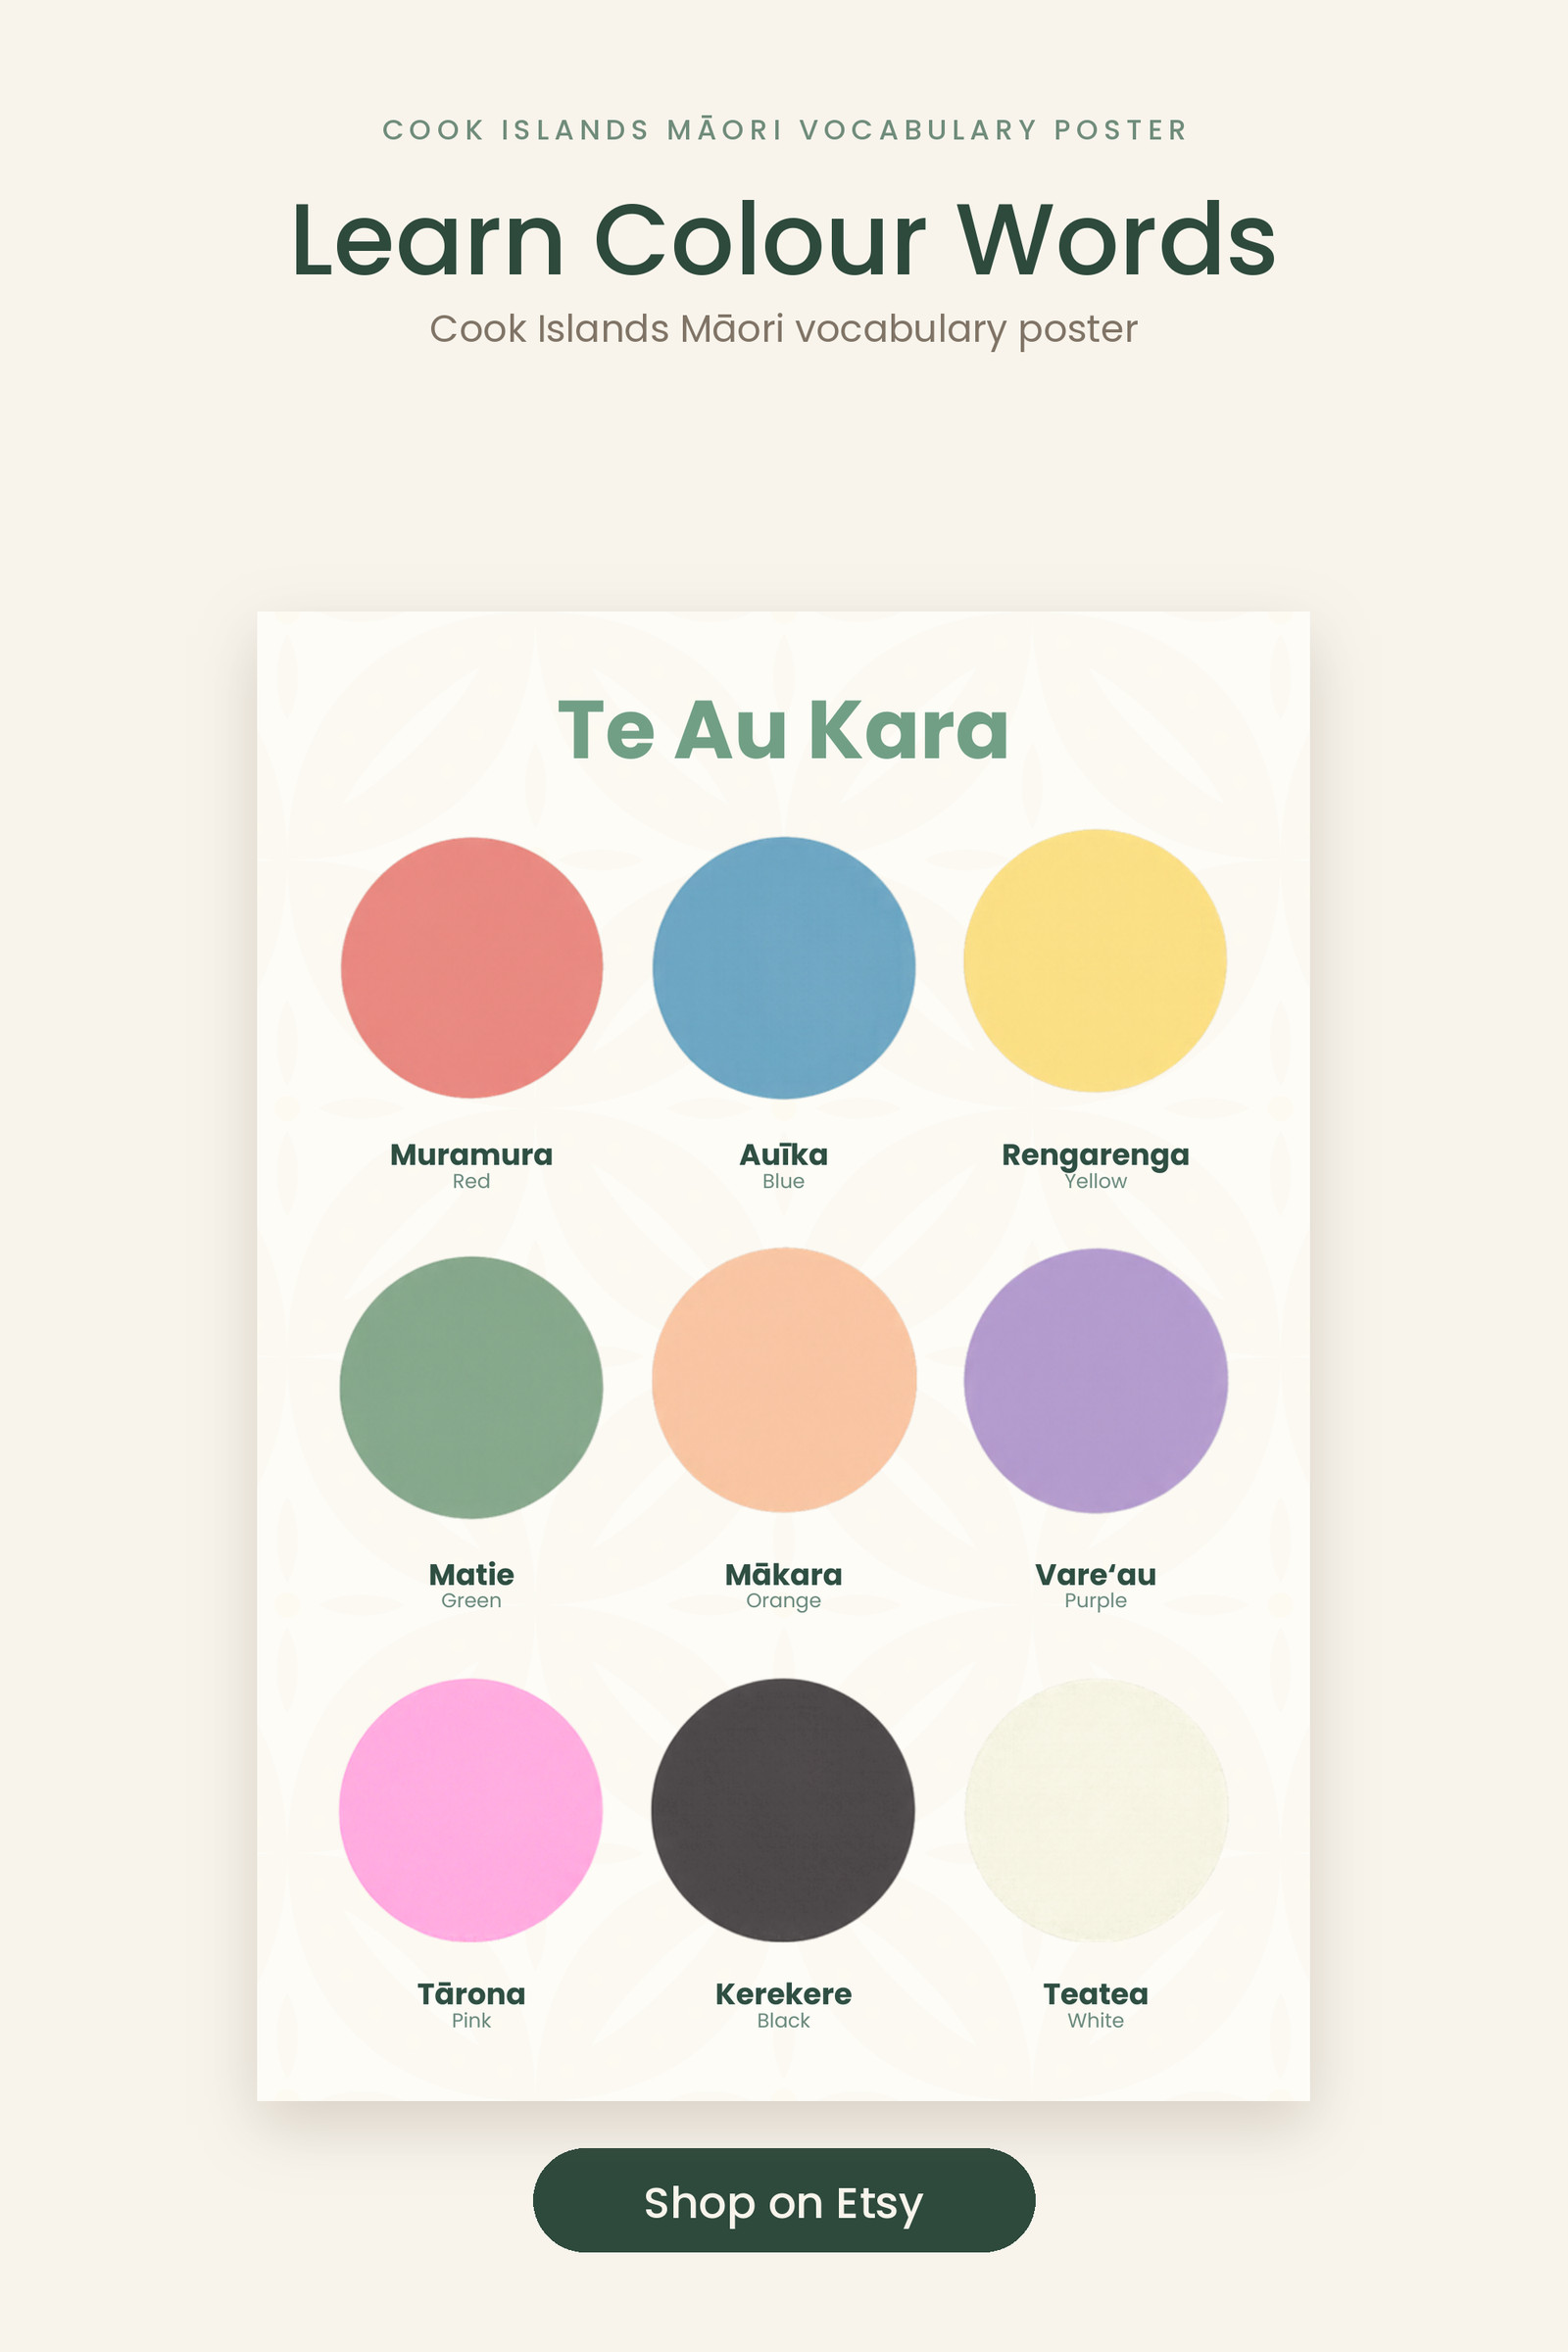 COOK ISLANDS MĀORI VOCABULARY POSTER
Learn Colour Words
Cook Islands Māori vocabulary poster
Te Au Kara
Muramura
Red
Auīka
Blue
Rengarenga
Yellow
Matie
Green
Mākara
Orange
Vare‘au
Purple
Tārona
Pink
Kerekere
Black
Teatea
White
Shop on Etsy